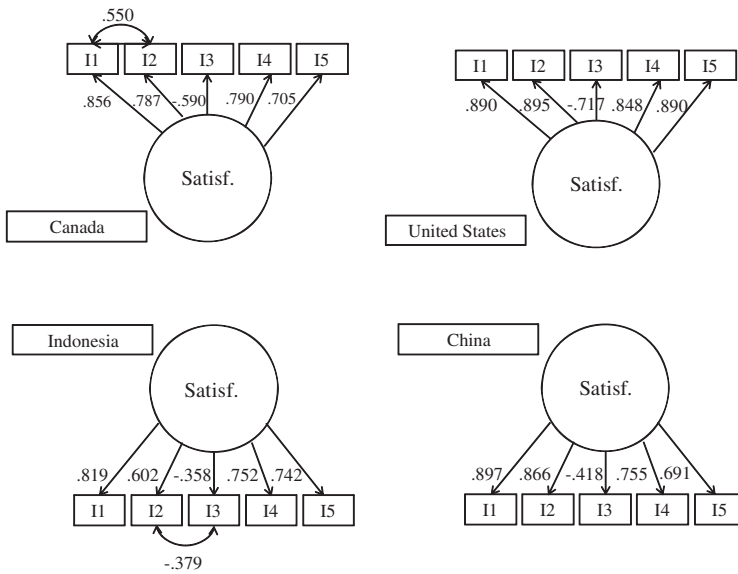 .550
I1 I2 I3 I4 I5
.856 .787 -.590 .790 .705
Satisf.
Canada
I1 I2 I3 I4 I5
.890 .895 -.717 .848 .890
Satisf.
United States
Indonesia
Satisf.
.819 .602 -.358 .752 .742
I1 I2 I3 I4 I5
-.379
China
Satisf.
.897 .866 -.418 .755 .691
I1 I2 I3 I4 I5